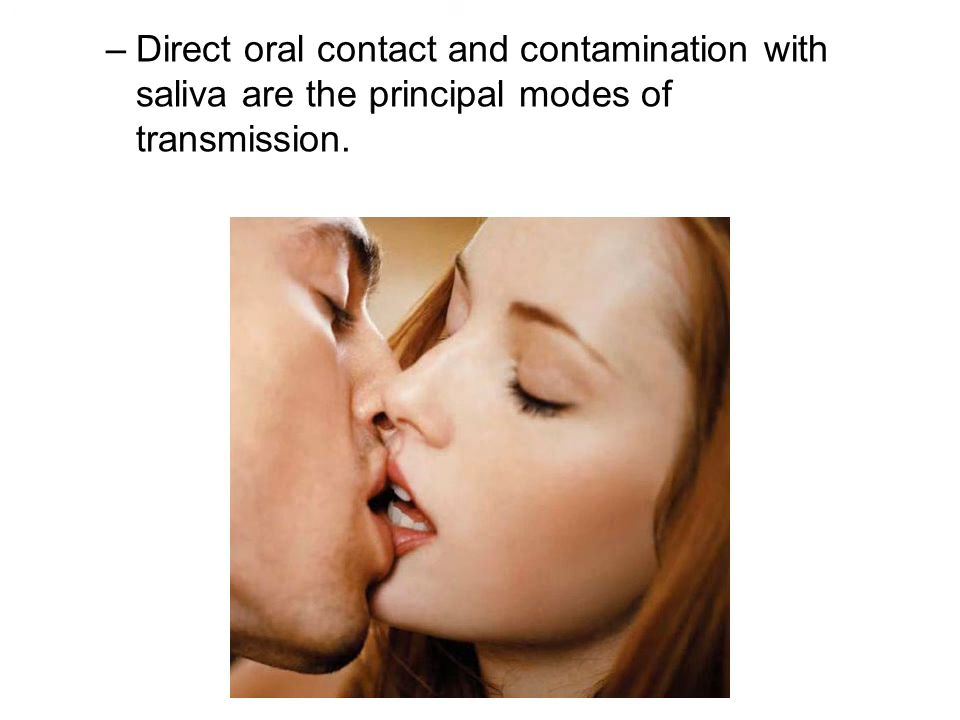 – Direct oral contact and contamination with
saliva are the principal modes of
transmission.